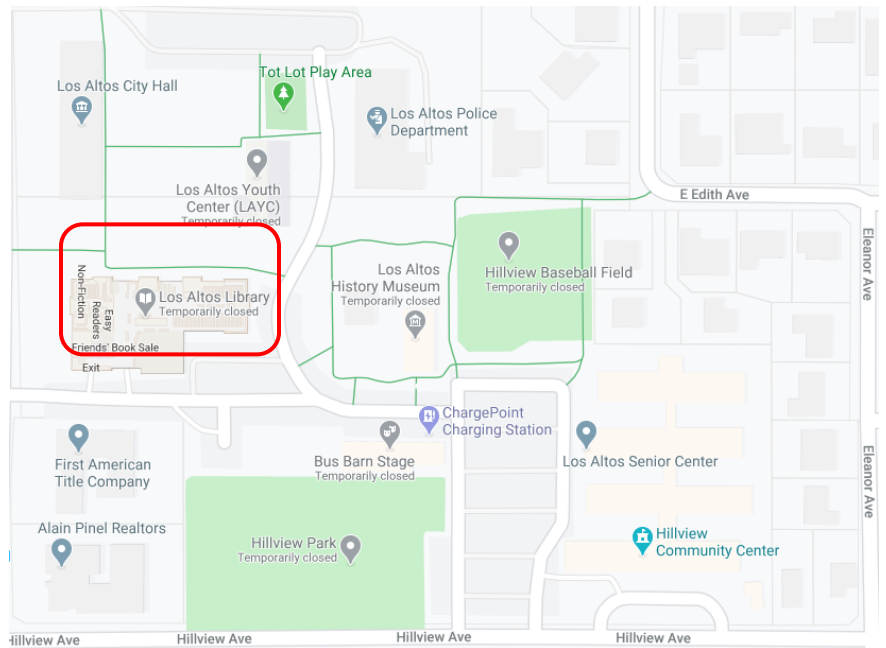 Tot Lot Play Area
Los Altos City Hall
Los Altos Police
Department
Los Altos Youth
Center (LAYC)
Temporarily closed
E Edith Ave
Eleanor Ave
Non-Fiction
Easy
Readers
Los Altos Library
Temporarily closed
Friends' Book Sale
Exit
Los Altos
History Museum
Temporarily closed
Hillview Baseball Field
Temporarily closed
ChargePoint
Charging Station
Bus Barn Stage
Temporarily closed
Los Altos Senior Center
Eleanor Ave
First American
Title Company
Alain Pinel Realtors
Hillview Park
Temporarily closed
Hillview
Community Center
Hillview Ave
Hillview Ave
Hillview Ave
Hillview Ave